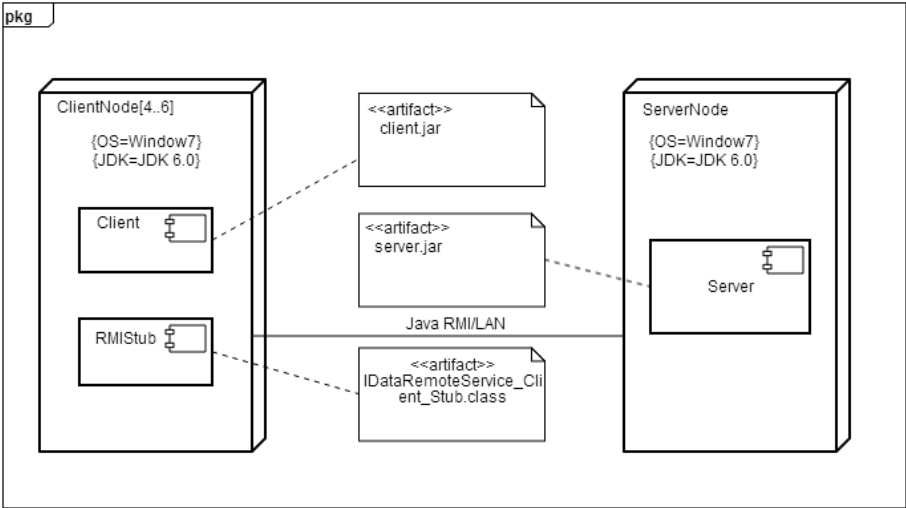 pkg
ClientNode[4..6]
{OS=Window7}
{JDK=JDK 6.0}
Client
RMIStub
<<artifact>>
client.jar
<<artifact>>
server.jar
Java RMI/LAN
<<artifact>>
IDataRemoteService_Cli
ent_Stub.class
ServerNode
{OS=Window7}
{JDK=JDK 6.0}
Server